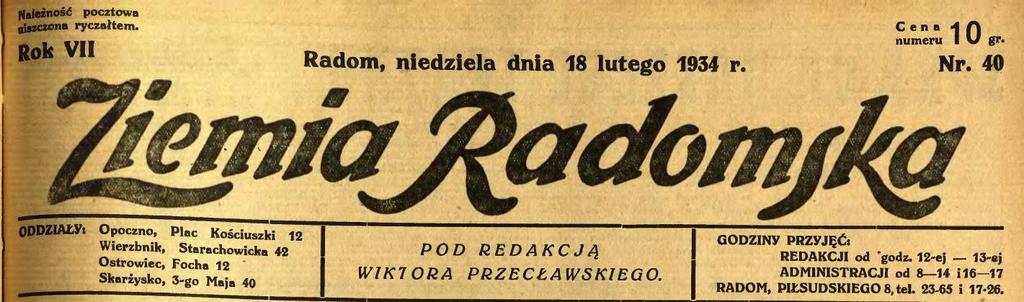 Należność pocztowa
uiszczona ryczałtem.
Rok VII
Radom, niedziela dnia 18 lutego 1934 r.
Cena
numeru 10 gr.
Nr. 40
Ziemia Radomska
ODDZIAŁY: Opoczno, Plac Kościuszki 12
Wierzbnik, Starachowicka 42
Ostrowiec, Focha 12
Skarżysko, 3-go Maja 40
POD REDAKCJĄ
WIKTORA PRZECŁAWSKIEGO.
GODZINY PRZYJĘĆ:
REDAKCJI od godz. 12-ej — 13-ej
ADMINISTRACJI od 8—14 i 16—17
RADOM, PIŁSUDSKIEGO 8, tel. 23-65 i 17-26.